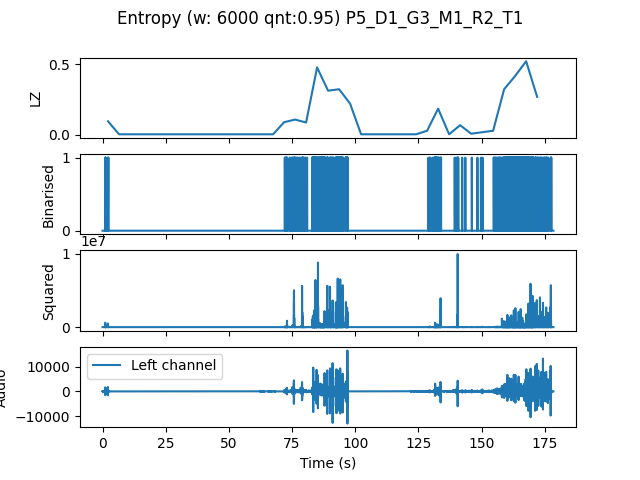 Entropy (w: 6000 qnt:0.95) P5_D1_G3_M1_R2_T1
0.5
LZ
0.0
1
Binarised
0
1e7
1
Squared
0
Left channel
10000
Audio
0
−10000
0 25 50 75 100 125 150 175
Time (s)